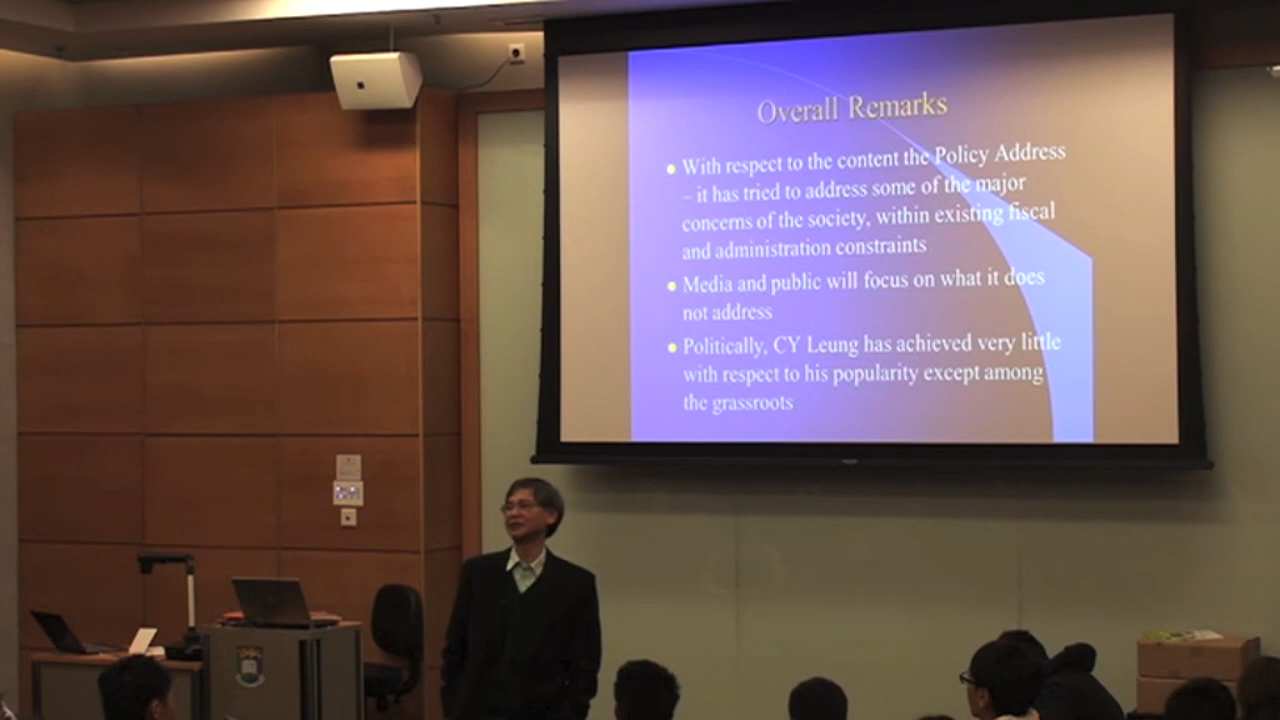 Overall Remarks
With respect to the content the Policy Address
– it has tried to address some of the major
concerns of the society, within existing fiscal
and administration constraints
Media and public will focus on what it does
not address
Politically, CY Leung has achieved very little
with respect to his popularity except among
the grassroots